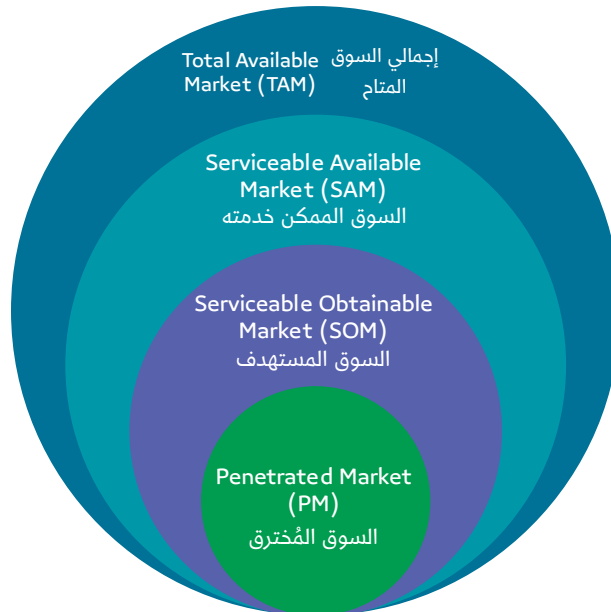 Total Available
Market (TAM)
إجمالي السوق
المتاح
Serviceable Available
Market (SAM)
السوق الممكن خدمته
Serviceable Obtainable
Market (SOM)
السوق المستهدف
Penetrated Market
(PM)
السوق المُخترق